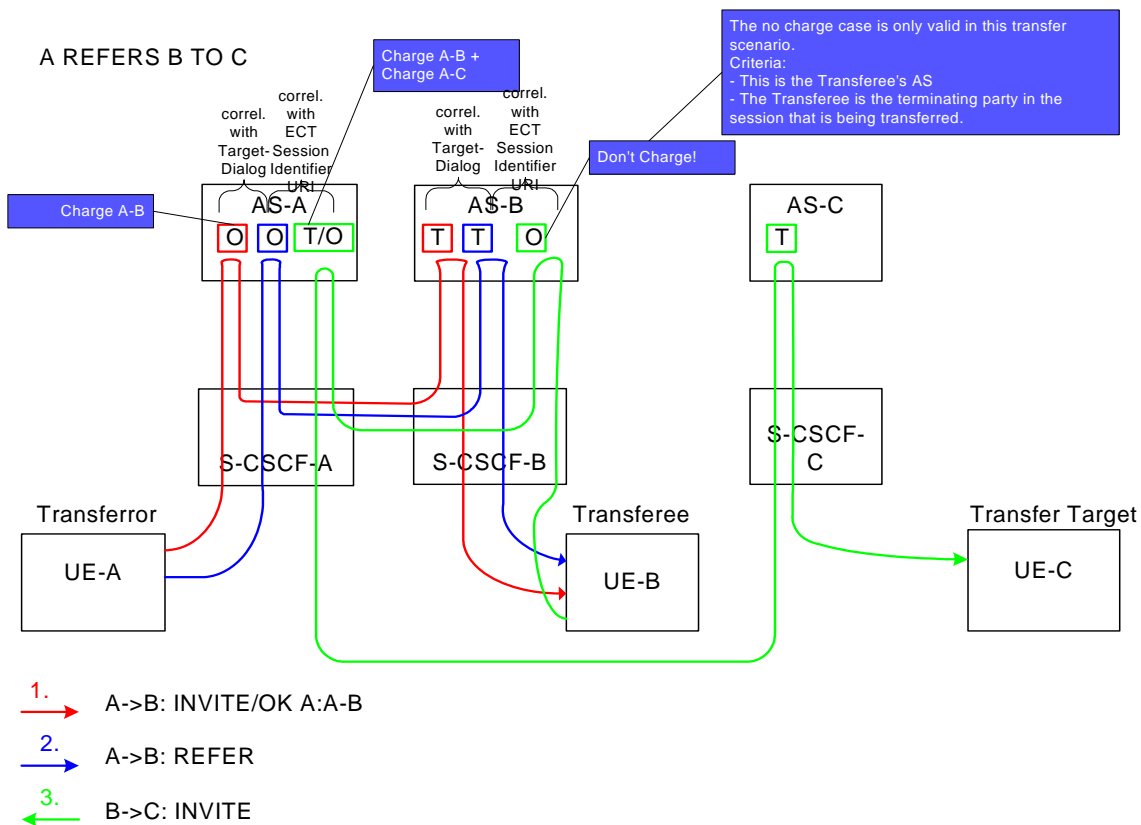 The no charge case is only valid in this transfer
scenario.
Criteria:
- This is the Transferee's AS
- The Transferee is the terminating party in the
session that is being transferred.
A REFERS B TO C
Charge A-B +
Charge A-C
correl.
with
Target-
Dialog
correl.
with
ECT
Session
Identifier
URI
correl.
with
Target-
Dialog
correl.
with
ECT
Session
Identifier
URI
Don't Charge!
Charge A-B
AS-A
O
O
T/O
AS-B
T
T
O
AS-C
T
S-CSCF-A
S-CSCF-B
S-CSCF-
C
Transferror
UE-A
Transferee
UE-B
Transfer Target
UE-C
1.
A->B: INVITE/OK A:A-B
2.
A->B: REFER
3.
B->C: INVITE